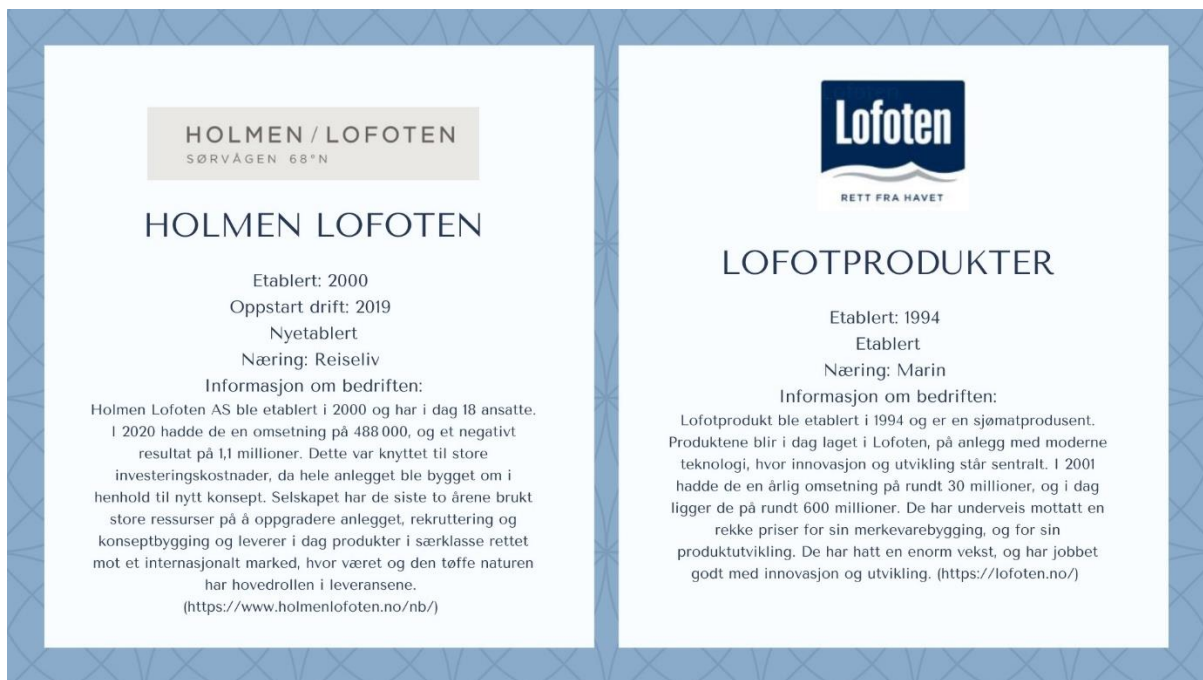 HOLMEN / LOFOTEN
SØRVÅGEN 68°N
HOLMEN LOFOTEN
Etablert: 2000
Oppstart drift: 2019
Nyetablert
Næring: Reiseliv
Informasjon om bedriften:
Holmen Lofoten AS ble etablert i 2000 og har i dag 18 ansatte.
I 2020 hadde de en omsetning på 488 000, og et negativt
resultat på 1,1 millioner. Dette var knyttet til store
investeringskostnader, da hele anlegget ble bygget om i
henhold til nytt konsept. Selskapet har de siste to årene brukt
store ressurser på å oppgradere anlegget, rekruttering og
konseptbygging og leverer i dag produkter i særklasse rettet
mot et internasjonalt marked, hvor været og den tøffe naturen
har hovedrollen i leveransene.
(https://www.holmenlofoten.no/nb/)
Lofoten
RETT FRA HAVET
LOFOTPRODUKTER
Etablert: 1994
Etablert
Næring: Marin
Informasjon om bedriften:
Lofotprodukt ble etablert i 1994 og er en sjømatprodusent.
Produktene blir i dag laget i Lofoten, på anlegg med moderne
teknologi, hvor innovasjon og utvikling står sentralt. I 2001
hadde de en årlig omsetning på rundt 30 millioner, og i dag
ligger de på rundt 600 millioner. De har underveis mottatt en
rekke priser for sin merkevarebygging, og for sin
produktutvikling. De har hatt en enorm vekst, og har jobbet
godt med innovasjon og utvikling. (https://lofoten.no/)